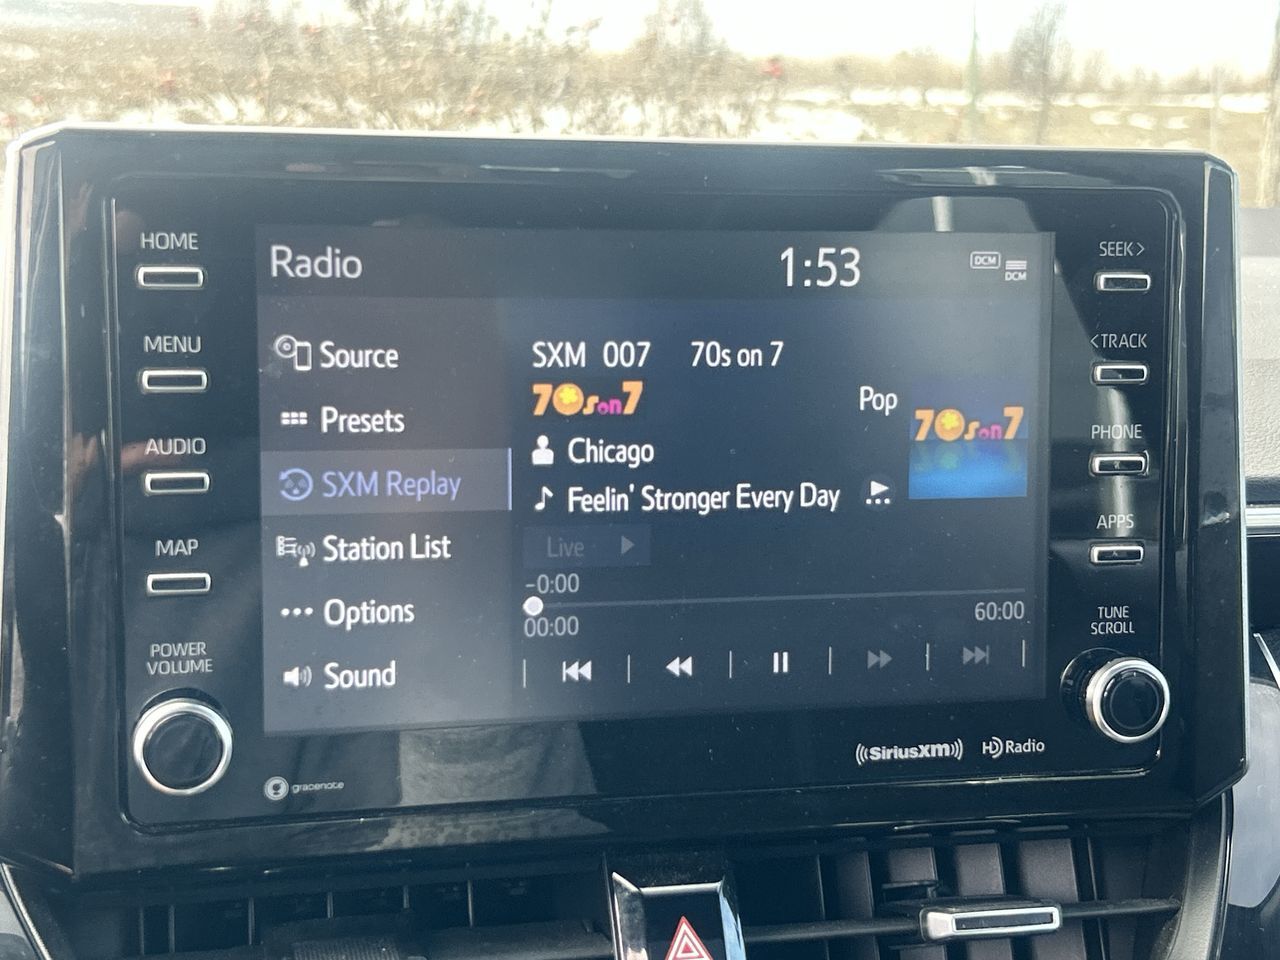 HOME
MENU
AUDIO
MAP
POWER
VOLUME
Radio
1:53
DCM
DCM
Source
Presets
SXM Replay
Station List
Options
Sound
SXM 007 70s on 7
70s on 7
Pop
70s on 7
Chicago
Feelin' Stronger Every Day
Live
-0:00
00:00
60:00
SEEK>
<TRACK
PHONE
APPS
TUNE
SCROLL
gracenote
((SiriusXM))
HD Radio